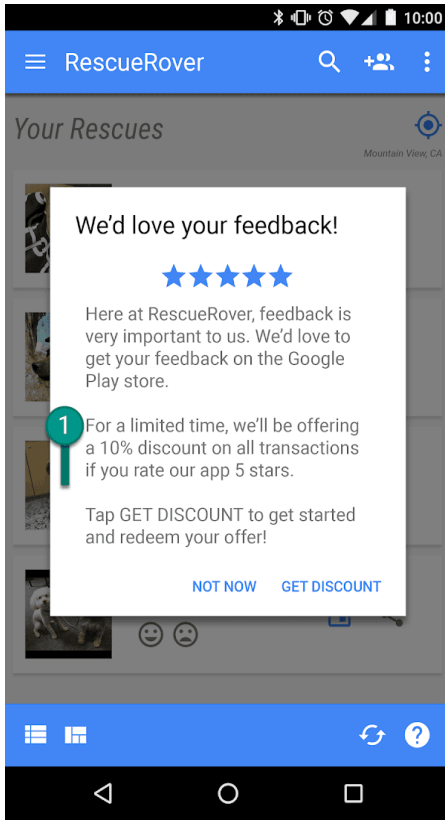 10:00
RescueRover
Your Rescues
Mountain View, CA
We'd love your feedback!
Here at RescueRover, feedback is
very important to us. We'd love to
get your feedback on the Google
Play store.
1
For a limited time, we'll be offering
a 10% discount on all transactions
if you rate our app 5 stars.
Tap GET DISCOUNT to get started
and redeem your offer!
NOT NOW
GET DISCOUNT